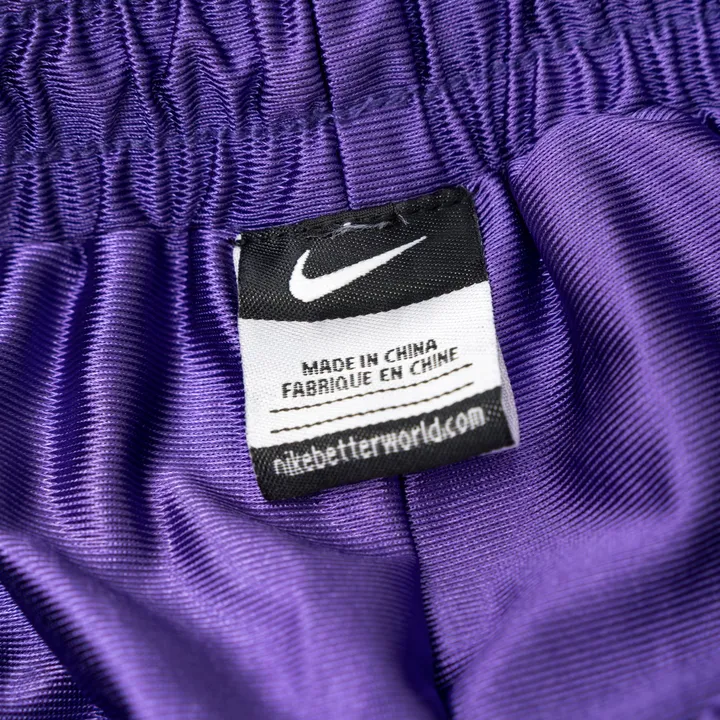 MADE IN CHINA
FABRIQUE EN CHINE
nikebetterworld.com